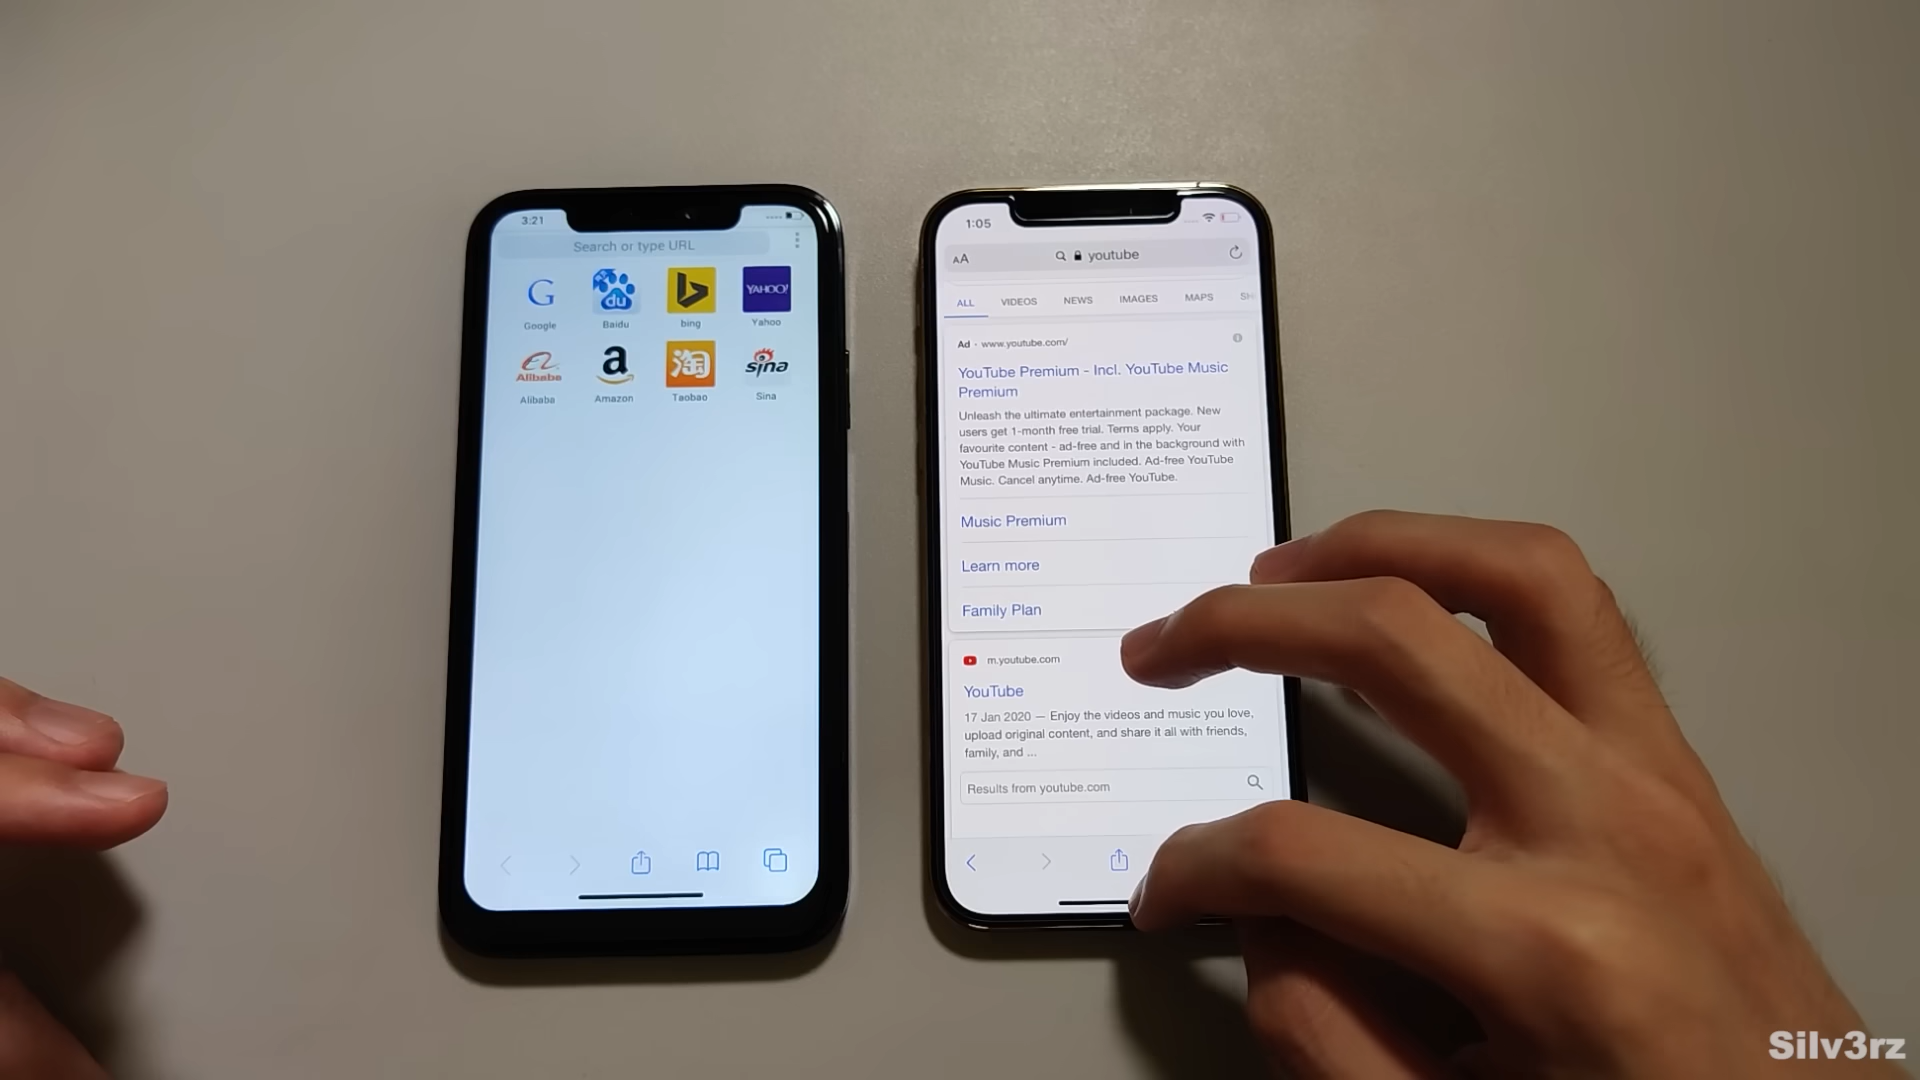 3:21
Search or type URL
G
du
YAHOO!
Google
Baidu
bing
Yahoo
Alibaba
a
淘
sina
Alibaba
Amazon
Taobao
Sina
1:05
AA
youtube
ALL
VIDEOS
NEWS
IMAGES
MAPS
SH
Ad · www.youtube.com/
YouTube Premium - Incl. YouTube Music
Premium
Unleash the ultimate entertainment package. New
users get 1-month free trial. Terms apply. Your
favourite content - ad-free and in the background with
YouTube Music Premium included. Ad-free YouTube
Music. Cancel anytime. Ad-free YouTube.
Music Premium
Learn more
Family Plan
m.youtube.com
YouTube
17 Jan 2020 — Enjoy the videos and music you love,
upload original content, and share it all with friends,
family, and ...
Results from youtube.com
Silv3rz